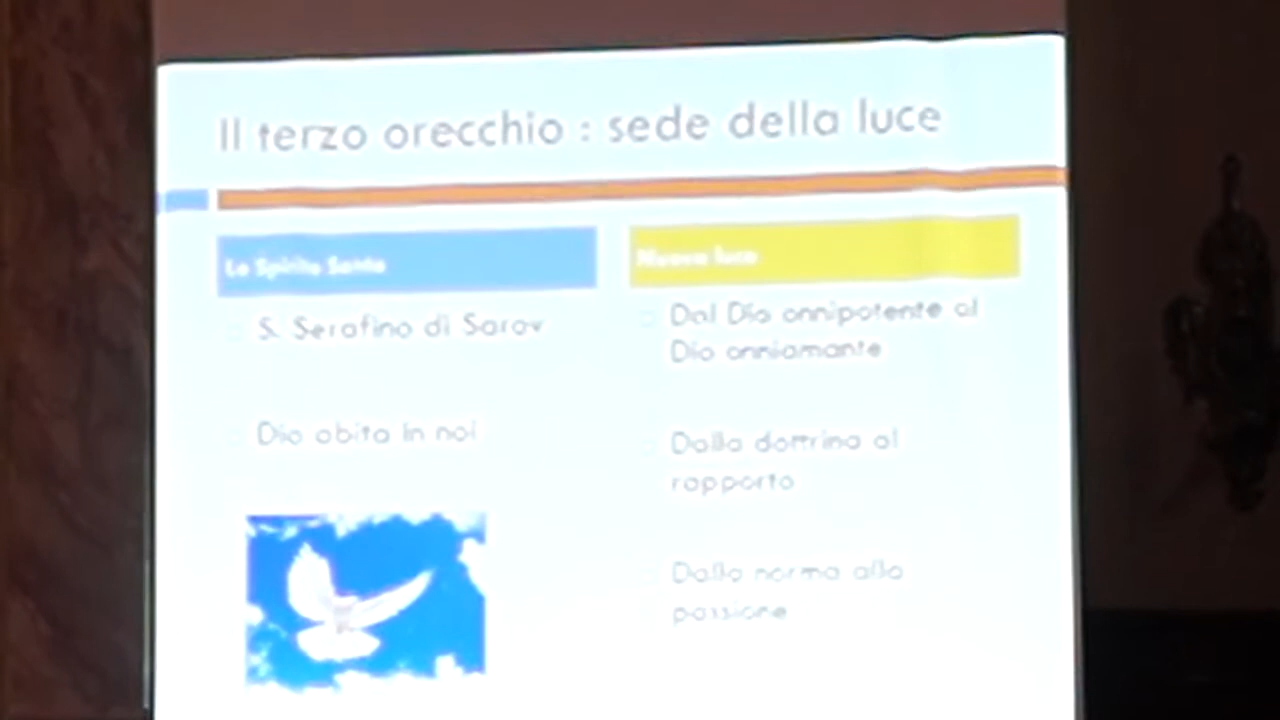 Il terzo orecchio : sede della luce
Lo Spirito Santo
S. Serafino di Sarov
Dio abita in noi
Nuova luce
Dal Dio onnipotente al
Dio onniamante
Dalla dottrina al
rapporto
Dalla norma alla
passione